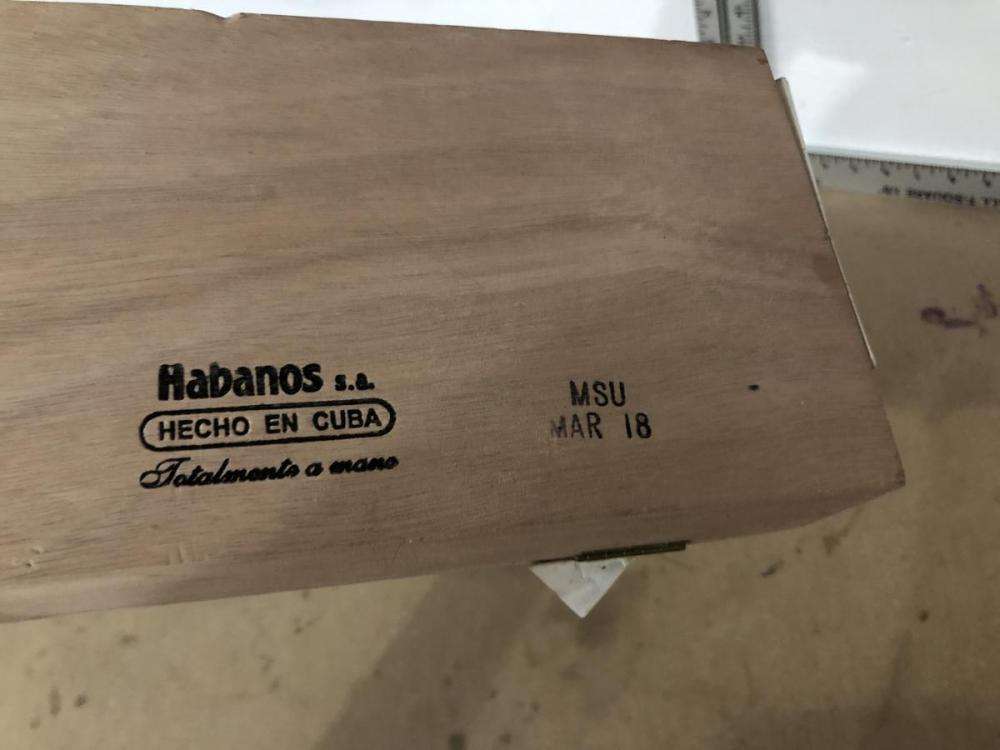 Habanos s.a.
HECHO EN CUBA
Totalmente a mano
MSU
MAR 18